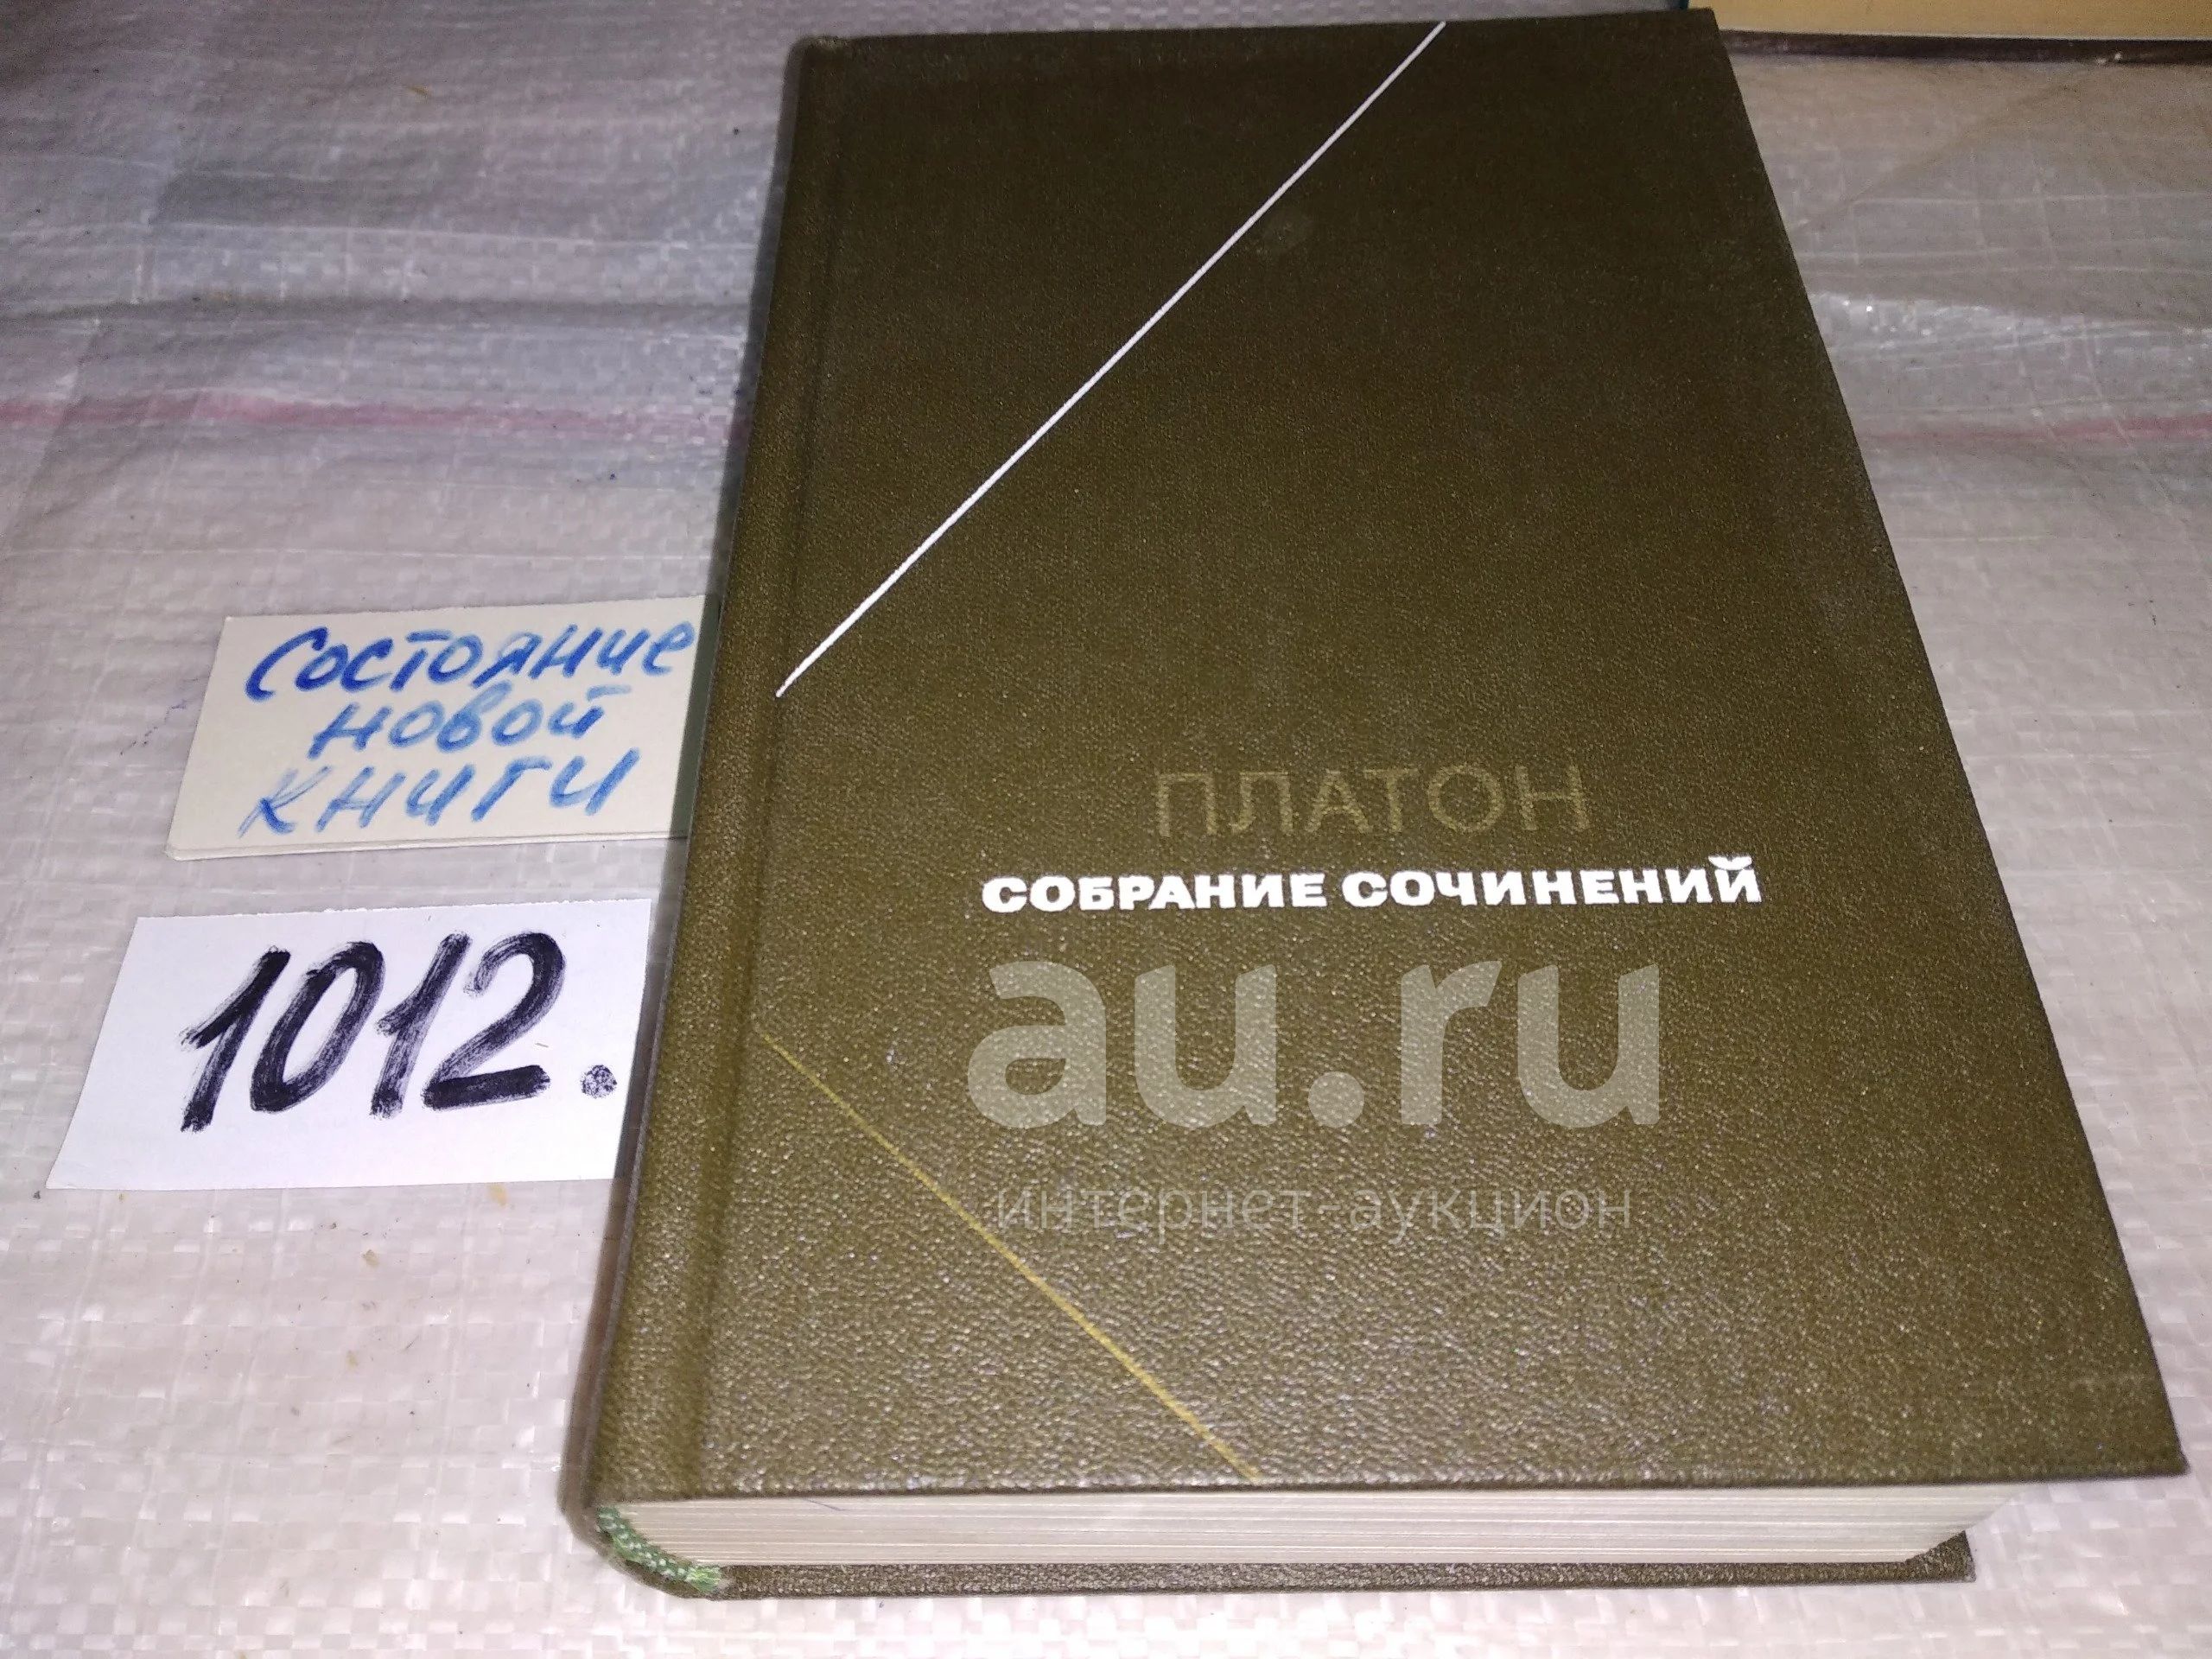 Состояние
новой
книги
1012.
ПЛАТОН
СОБРАНИЕ СОЧИНЕНИЙ
au.ru
интернет-аукцион